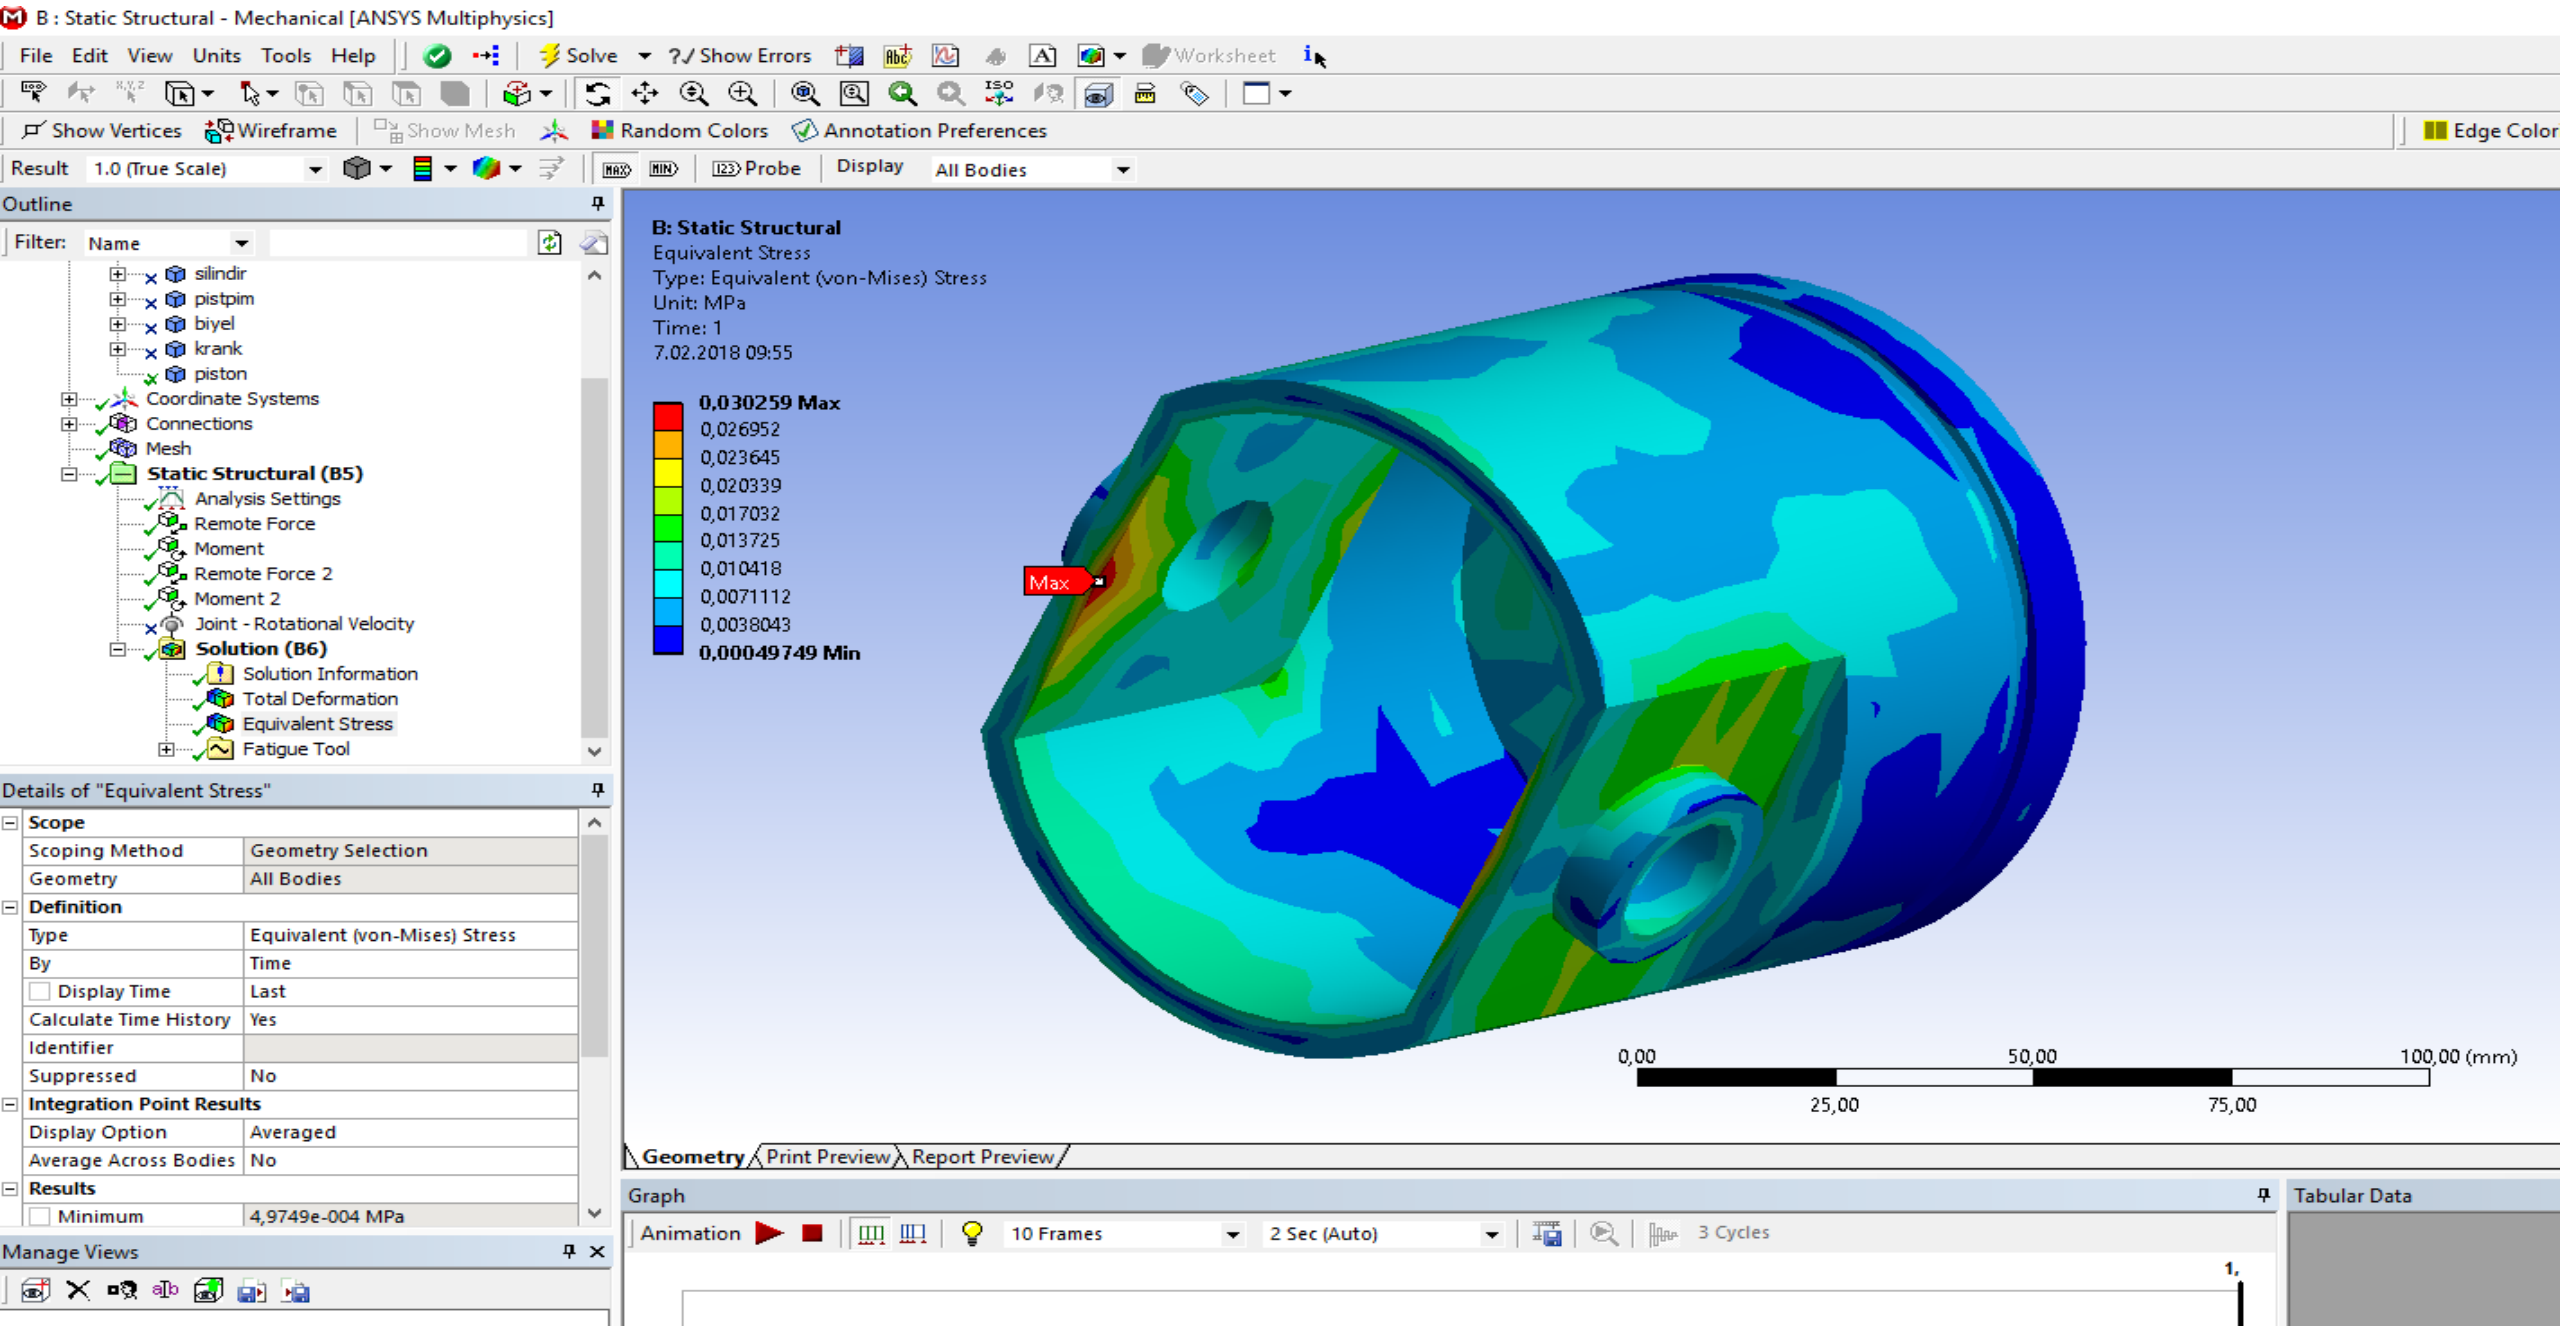 B : Static Structural - Mechanical [ANSYS Multiphysics]
File Edit View Units Tools Help Solve ?✓ Show Errors Worksheet
Show Vertices Wireframe Show Mesh Random Colors Annotation Preferences Edge Color
Result 1.0 (True Scale) MAX MIN 123 Probe Display All Bodies
Outline
Filter: Name
silindir
pistpim
biyel
krank
piston
Coordinate Systems
Connections
Mesh
Static Structural (B5)
Analysis Settings
Remote Force
Moment
Remote Force 2
Moment 2
Joint - Rotational Velocity
Solution (B6)
Solution Information
Total Deformation
Equivalent Stress
Fatigue Tool
Details of "Equivalent Stress"
Scope
Scoping Method Geometry Selection
Geometry All Bodies
Definition
Type Equivalent (von-Mises) Stress
By Time
Display Time Last
Calculate Time History Yes
Identifier
Suppressed No
Integration Point Results
Display Option Averaged
Average Across Bodies No
Results
Minimum 4,9749e-004 MPa
Manage Views
B: Static Structural
Equivalent Stress
Type: Equivalent (von-Mises) Stress
Unit: MPa
Time: 1
7.02.2018 09:55
0,030259 Max
0,026952
0,023645
0,020339
0,017032
0,013725
0,010418
0,0071112
0,0038043
0,00049749 Min
Max
0,00 50,00 100,00 (mm)
25,00 75,00
Geometry Print Preview Report Preview
Graph
Animation 10 Frames 2 Sec (Auto) 3 Cycles
1,
Tabular Data